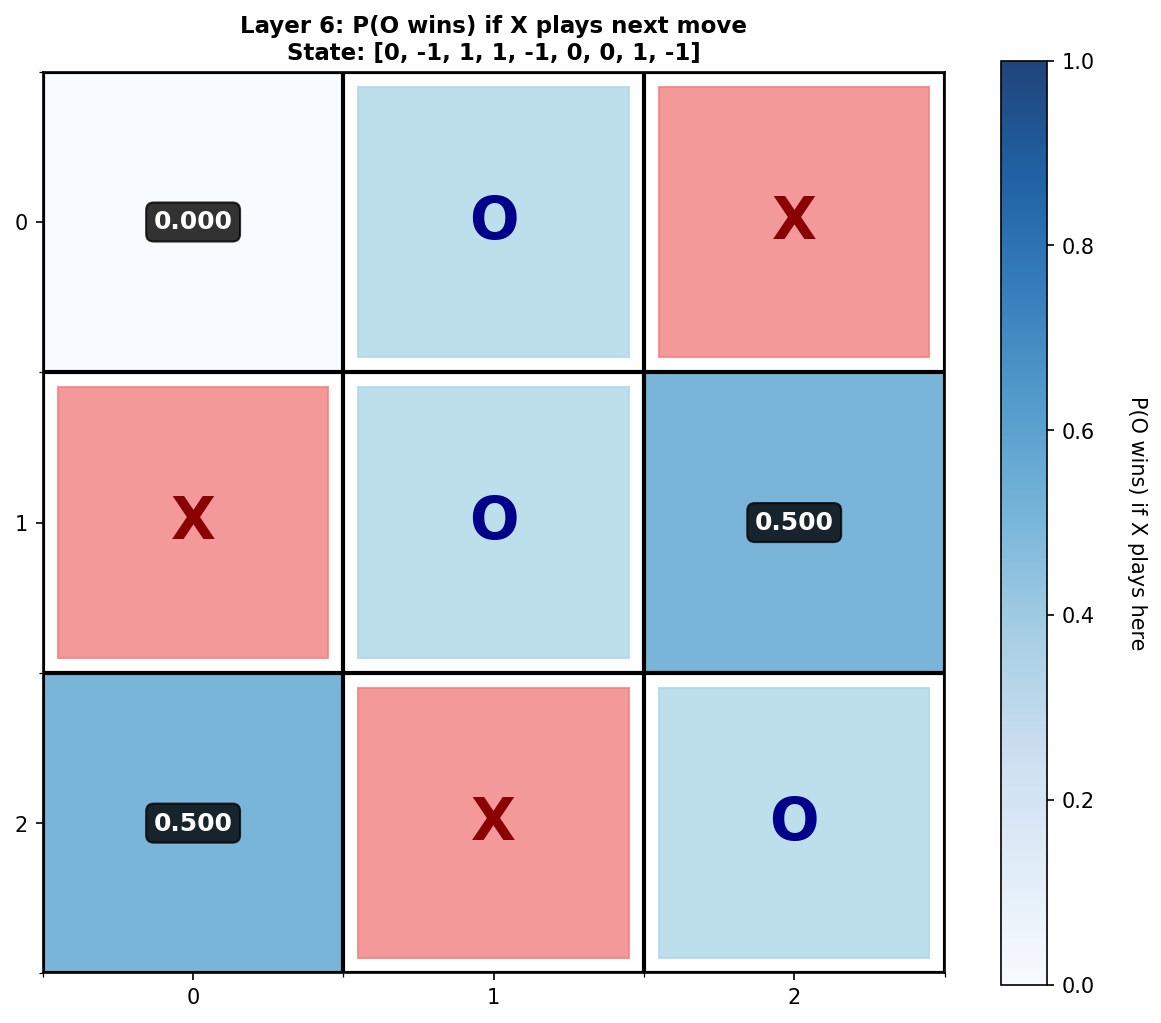 Layer 6: P(O wins) if X plays next move
State: [0, -1, 1, 1, -1, 0, 0, 1, -1]
0
0.000
O
X
1
X
O
0.500
2
0.500
X
O
0
1
2
1.0
0.8
0.6
0.4
0.2
0.0
P(O wins) if X plays here